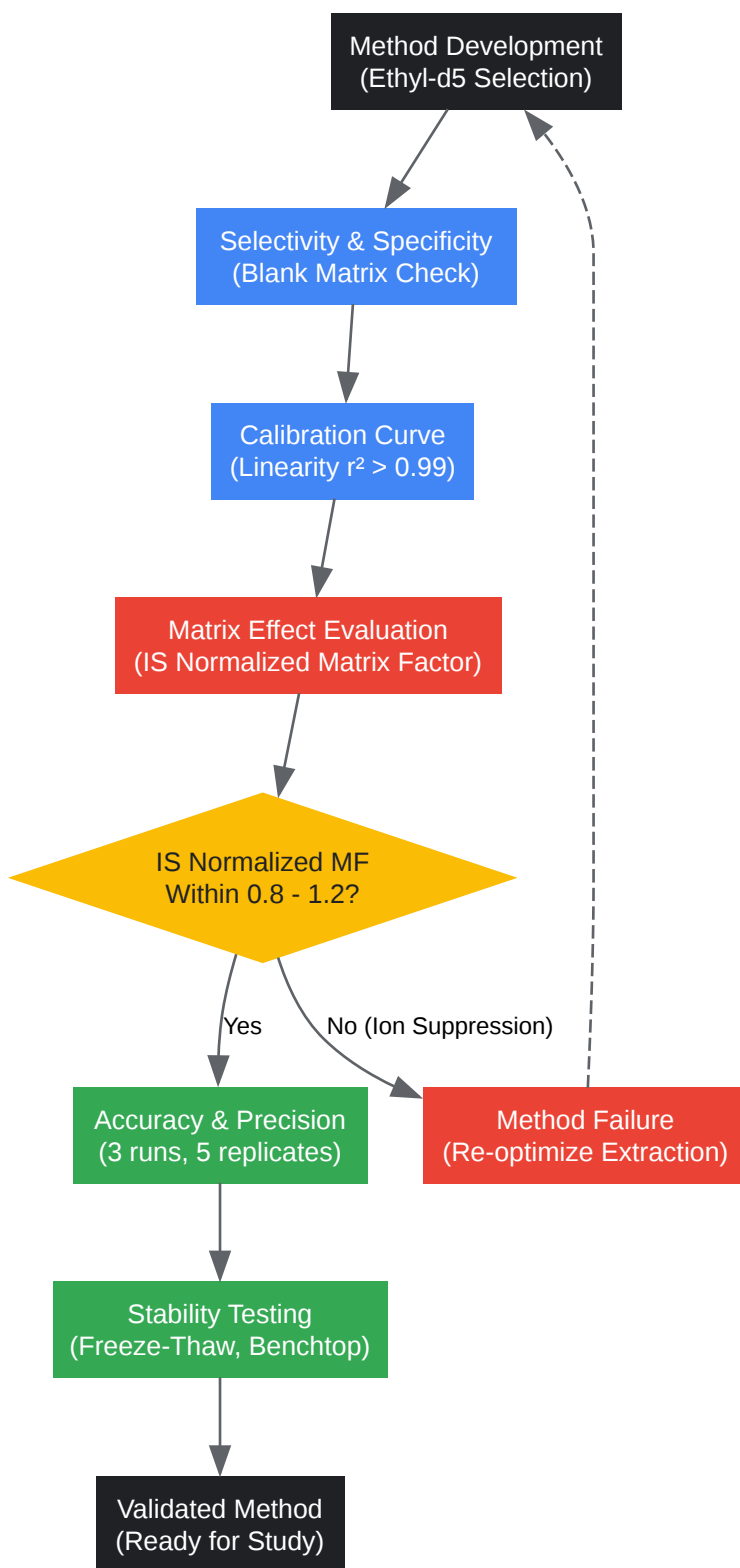 Method Development
(Ethyl-d5 Selection)
Selectivity & Specificity
(Blank Matrix Check)
Calibration Curve
(Linearity r² > 0.99)
Matrix Effect Evaluation
(IS Normalized Matrix Factor)
IS Normalized MF
Within 0.8 - 1.2?
Yes
No (Ion Suppression)
Accuracy & Precision
(3 runs, 5 replicates)
Method Failure
(Re-optimize Extraction)
Stability Testing
(Freeze-Thaw, Benchtop)
Validated Method
(Ready for Study)